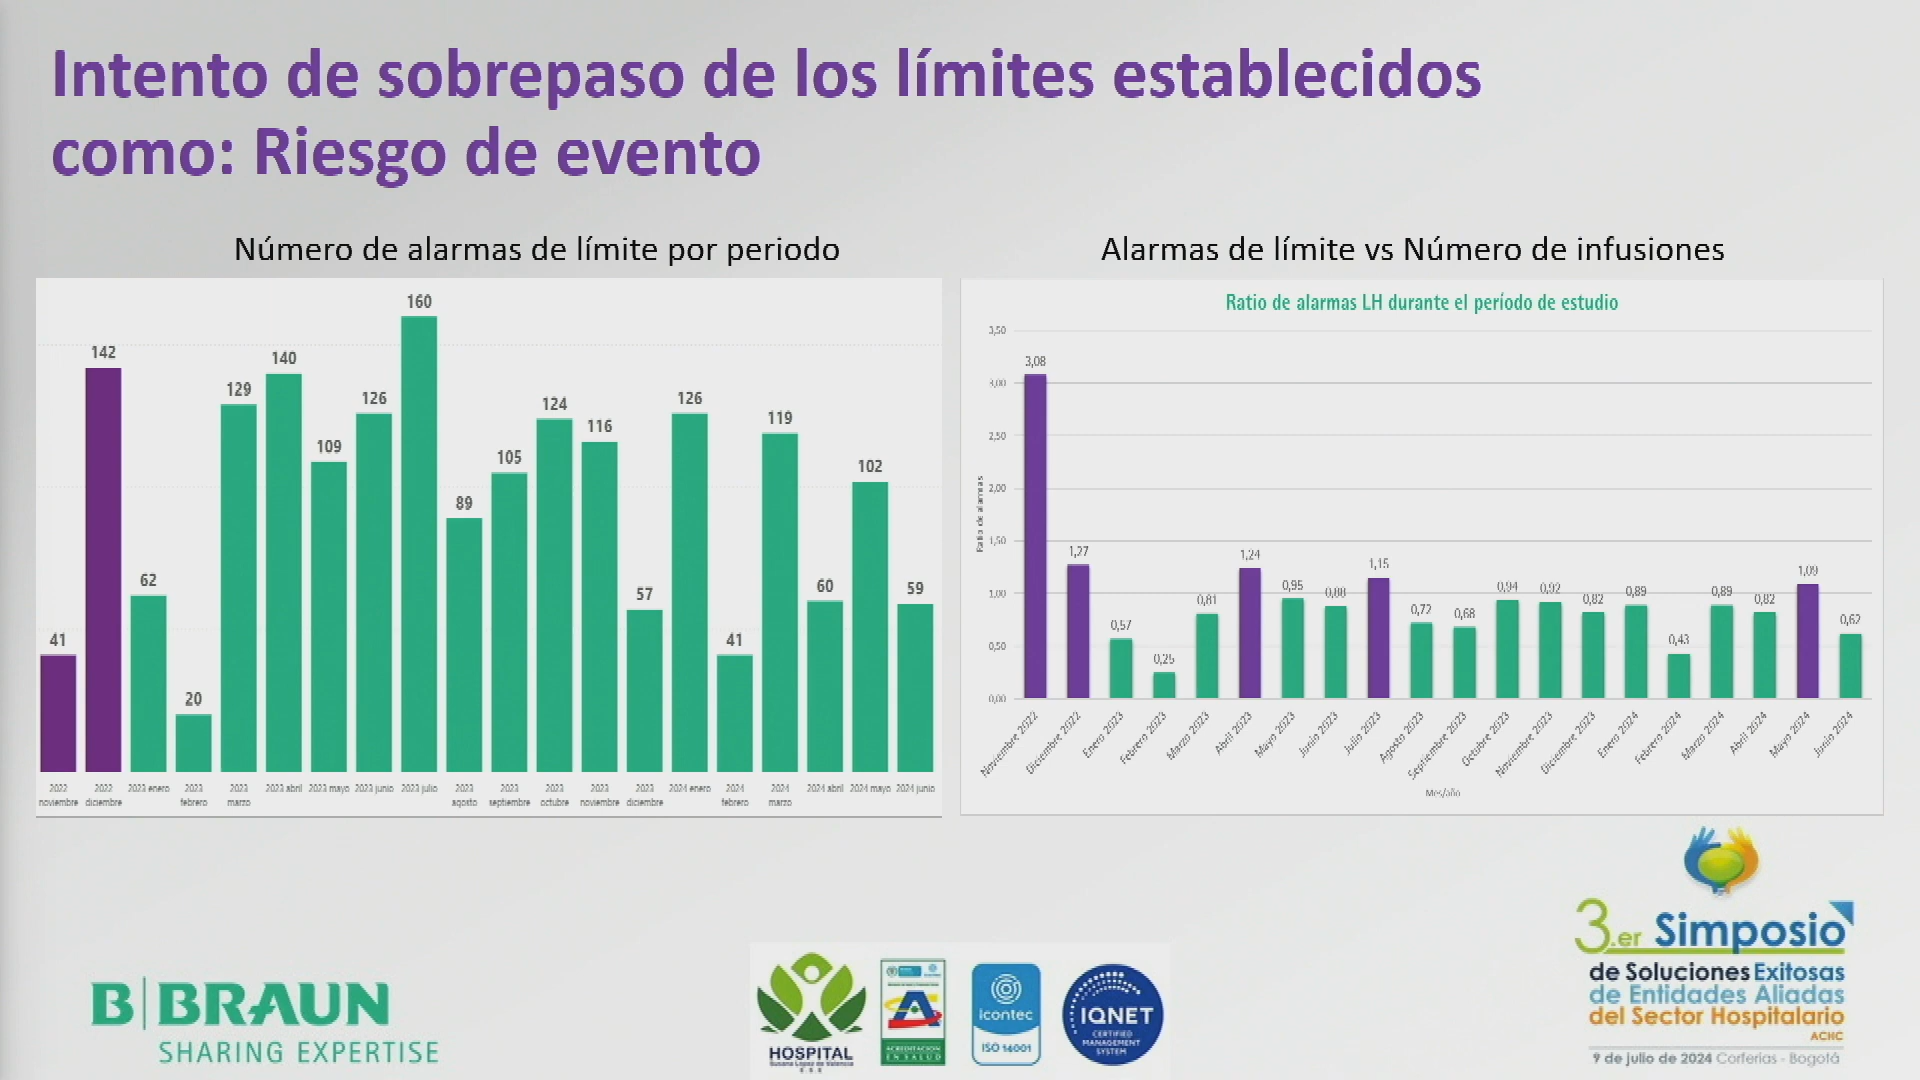 Intento de sobrepaso de los límites establecidos
como: Riesgo de evento
Número de alarmas de límite por periodo
41
142
62
20
129
140
109
126
160
89
105
124
116
57
126
41
119
60
102
59
2022 noviembre
2022 diciembre
2023 enero
2023 febrero
2023 marzo
2023 abril
2023 mayo
2023 junio
2023 julio
2023 agosto
2023 septiembre
2023 octubre
2023 noviembre
2023 diciembre
2024 enero
2024 febrero
2024 marzo
2024 abril
2024 mayo
2024 junio
Alarmas de límite vs Número de infusiones
Ratio de alarmas LH durante el período de estudio
Ratio de alarmas
3,50
3,00
2,50
2,00
1,50
1,00
0,50
0,00
3,08
1,27
0,57
0,25
0,81
1,24
0,95
0,88
1,15
0,72
0,68
0,94
0,92
0,82
0,89
0,43
0,89
0,82
1,09
0,62
Noviembre 2022
Diciembre 2022
Enero 2023
Febrero 2023
Marzo 2023
Abril 2023
Mayo 2023
Junio 2023
Julio 2023
Agosto 2023
Septiembre 2023
Octubre 2023
Noviembre 2023
Diciembre 2023
Enero 2024
Febrero 2024
Marzo 2024
Abril 2024
Mayo 2024
Junio 2024
Mes/año
B|BRAUN
SHARING EXPERTISE
HOSPITAL
Susana López de Valencia
E.S.E
A
ACREDITACIÓN
EN SALUD
icontec
ISO 14001
IQNET
CERTIFIED
MANAGEMENT
SYSTEM
3.er Simposio
de Soluciones Exitosas
de Entidades Aliadas
del Sector Hospitalario
ACHC
9 de julio de 2024 Corferias - Bogotá